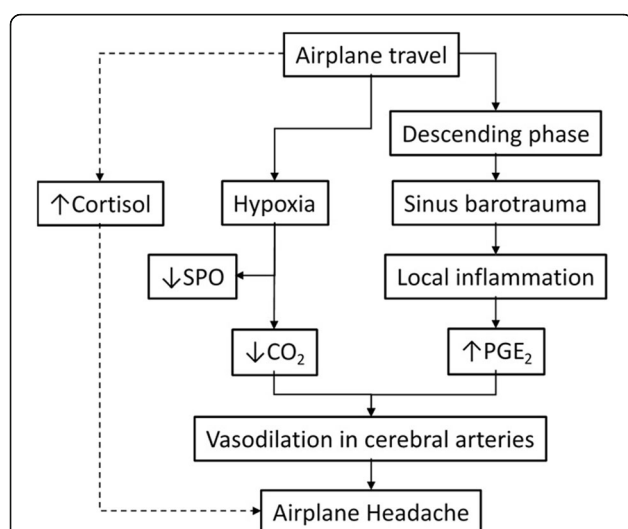 Airplane travel
Descending phase
↑Cortisol
Hypoxia
Sinus barotrauma
↓SPO
Local inflammation
↓CO₂
↑PGE₂
Vasodilation in cerebral arteries
Airplane Headache